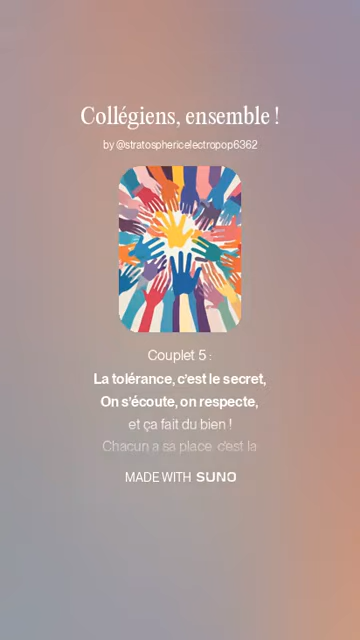 Collégiens, ensemble !
by @stratosphericelectropop6362
Couplet 5 :
La tolérance, c'est le secret,
On s'écoute, on respecte,
et ça fait du bien !
Chacun a sa place, c'est la
MADE WITH SUNO